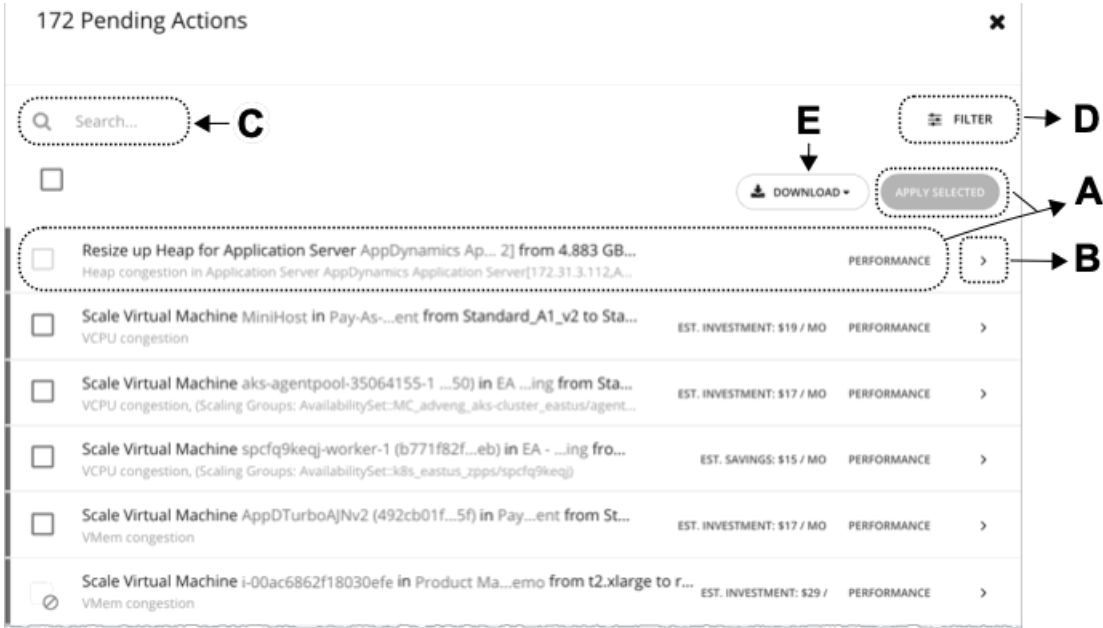 172 Pending Actions
Search...
C
E
FILTER
D
DOWNLOAD
APPLY SELECTED
A
Resize up Heap for Application Server AppDynamics Ap... 2] from 4.883 GB...
PERFORMANCE
B
Heap congestion in Application Server AppDynamics Application Server[172.31.3.112,A...
Scale Virtual Machine MiniHost in Pay-As-...ent from Standard_A1_v2 to Sta...
EST. INVESTMENT: $19 / MO PERFORMANCE
VCPU congestion
Scale Virtual Machine aks-agentpool-35064155-1 ...50) in EA ...ing from Sta...
EST. INVESTMENT: $17 / MO PERFORMANCE
VCPU congestion, (Scaling Groups: AvailabilitySet::MC_adveng_aks-cluster_eastus/agent...
Scale Virtual Machine spcfq9keqj-worker-1 (b771f82f...eb) in EA - ...ing fro...
EST. SAVINGS: $15 / MO PERFORMANCE
VCPU congestion, (Scaling Groups: AvailabilitySet::k8s_eastus_zpps/spcfq9keqj)
Scale Virtual Machine AppDTurboAJNv2 (492cb01f...5f) in Pay...ent from St...
EST. INVESTMENT: $17 / MO PERFORMANCE
VMem congestion
Scale Virtual Machine i-00ac6862f18030efe in Product Ma...emo from t2.xlarge to r...
EST. INVESTMENT: $29 / PERFORMANCE
VMem congestion